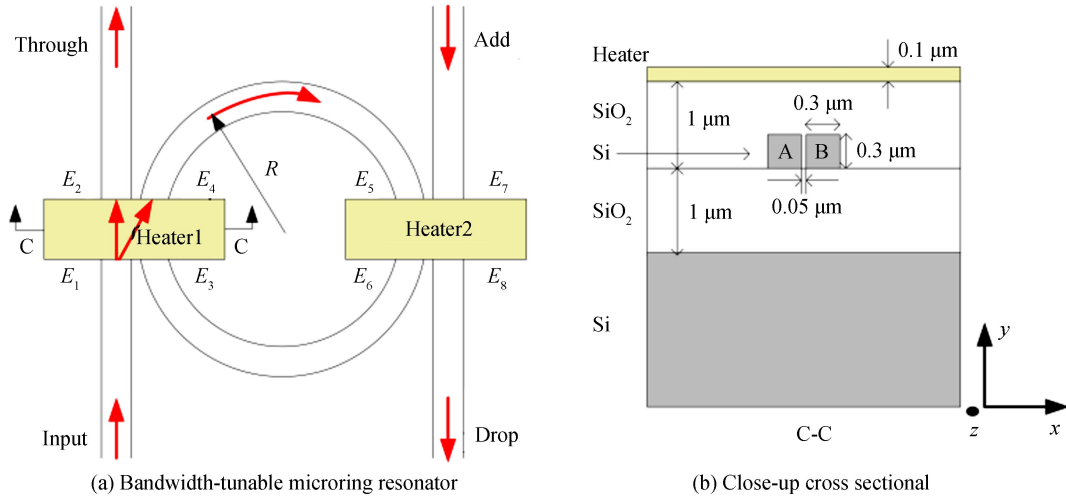 Through
Add
R
E2
E4
E5
E7
C
Heater1
C
Heater2
E1
E3
E6
E8
Input
Drop
(a) Bandwidth-tunable microring resonator
Heater
0.1 μm
SiO2
1 μm
0.3 μm
Si
A
B
0.3 μm
SiO2
1 μm
0.05 μm
Si
y
C-C
z
x
(b) Close-up cross sectional